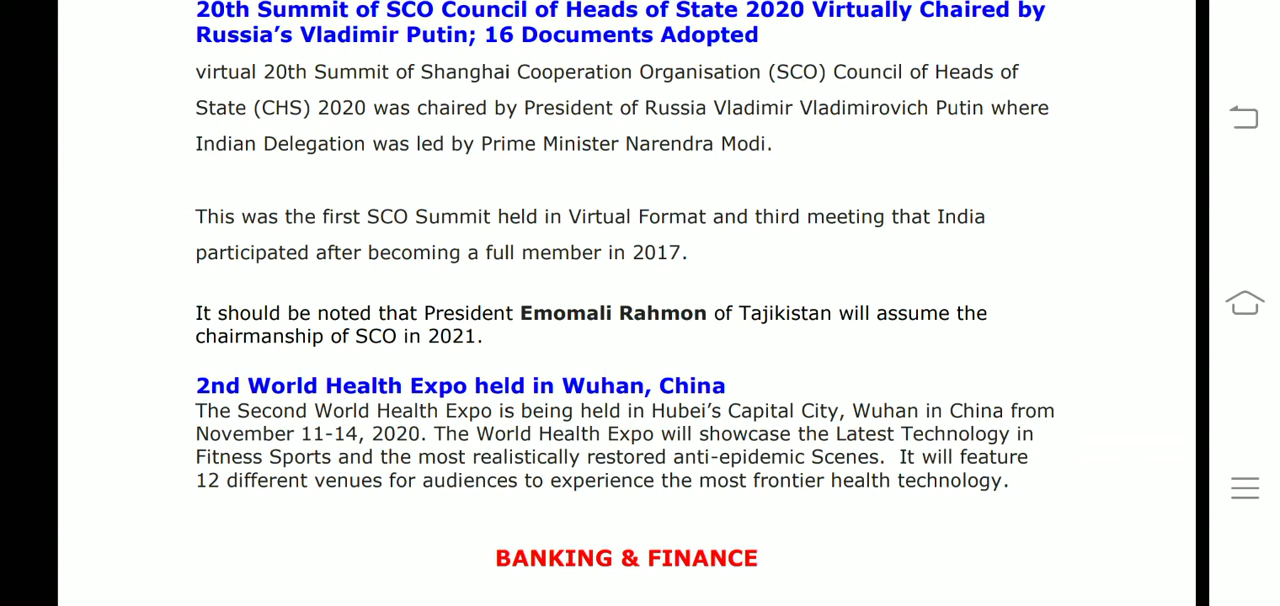 20th Summit of SCO Council of Heads of State 2020 Virtually Chaired by
Russia's Vladimir Putin; 16 Documents Adopted
virtual 20th Summit of Shanghai Cooperation Organisation (SCO) Council of Heads of
State (CHS) 2020 was chaired by President of Russia Vladimir Vladimirovich Putin where
Indian Delegation was led by Prime Minister Narendra Modi.
This was the first SCO Summit held in Virtual Format and third meeting that India
participated after becoming a full member in 2017.
It should be noted that President Emomali Rahmon of Tajikistan will assume the
chairmanship of SCO in 2021.
2nd World Health Expo held in Wuhan, China
The Second World Health Expo is being held in Hubei's Capital City, Wuhan in China from
November 11-14, 2020. The World Health Expo will showcase the Latest Technology in
Fitness Sports and the most realistically restored anti-epidemic Scenes.  It will feature
12 different venues for audiences to experience the most frontier health technology.
BANKING & FINANCE